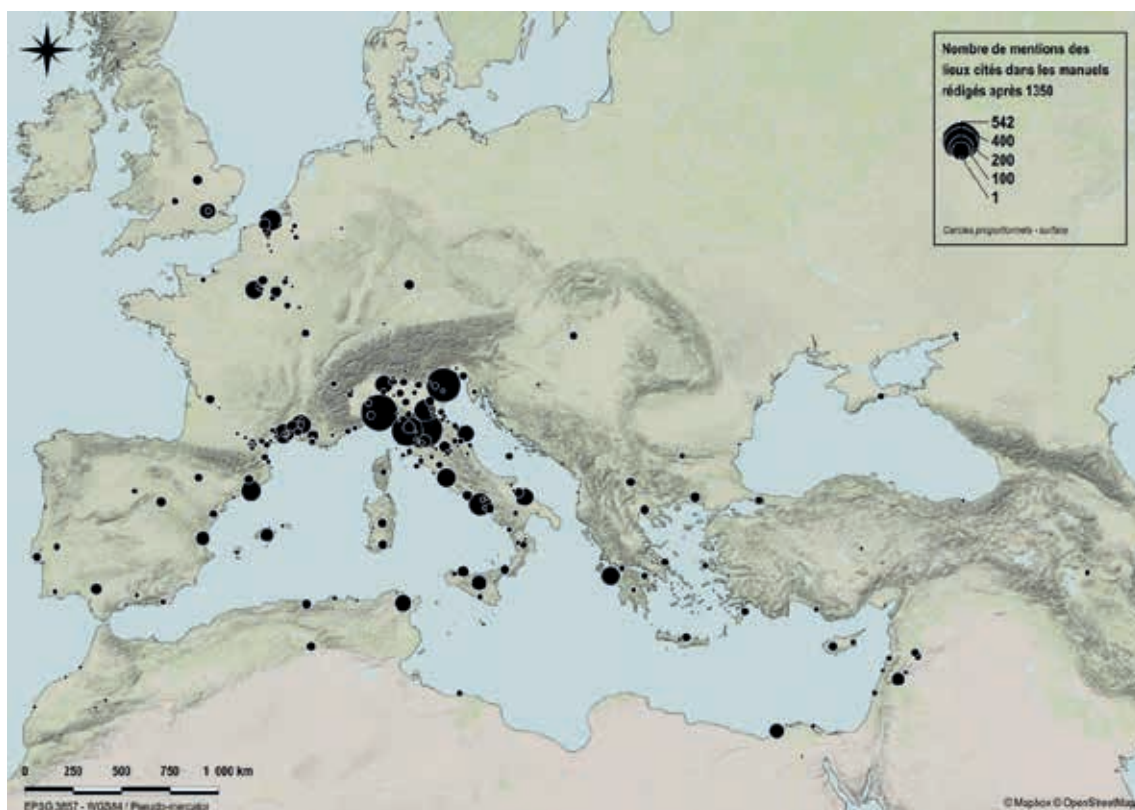 Nombre de mentions des
lieux cités dans les manuels
rédigés après 1350
542
400
200
100
1
Cercles proportionnels - surface
0 250 500 750 1 000 km
EPSG 3857 - WGS84 / Pseudo-mercator
© Mapbox © OpenStreetMap